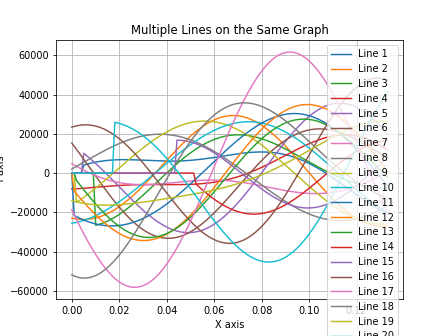 Multiple Lines on the Same Graph
60000
40000
20000
0
−20000
−40000
−60000
axis
0.00
0.02
0.04
0.06
0.08
0.10
X axis
Line 1
Line 2
Line 3
Line 4
Line 5
Line 6
Line 7
Line 8
Line 9
Line 10
Line 11
Line 12
Line 13
Line 14
Line 15
Line 16
Line 17
Line 18
Line 19
Line 20